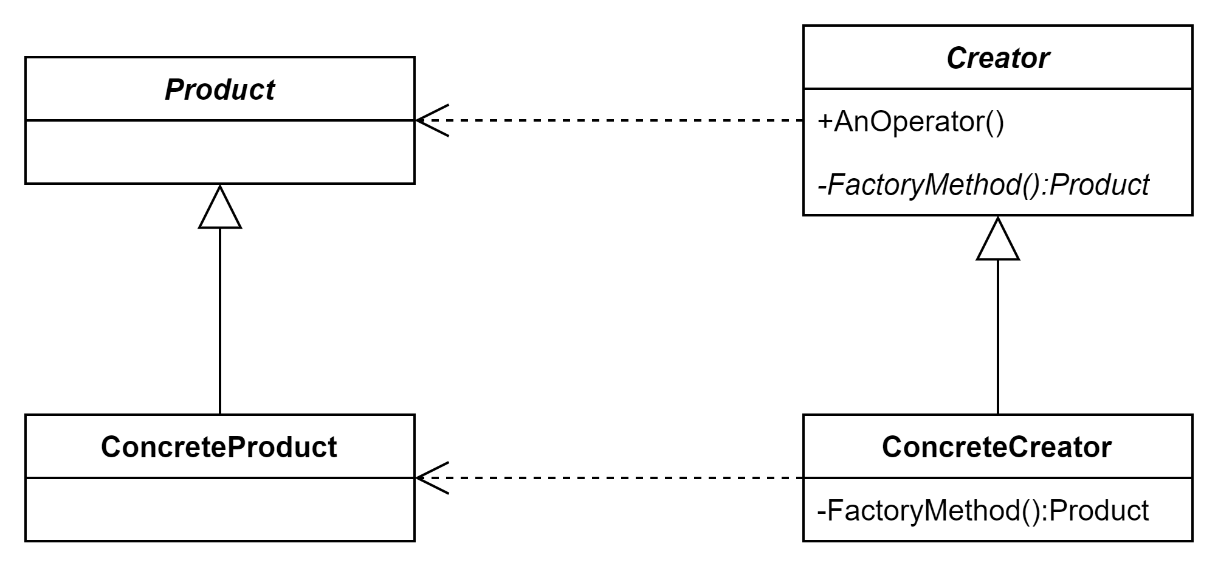 Product
Creator
+AnOperator()
-FactoryMethod():Product
ConcreteProduct
ConcreteCreator
-FactoryMethod():Product